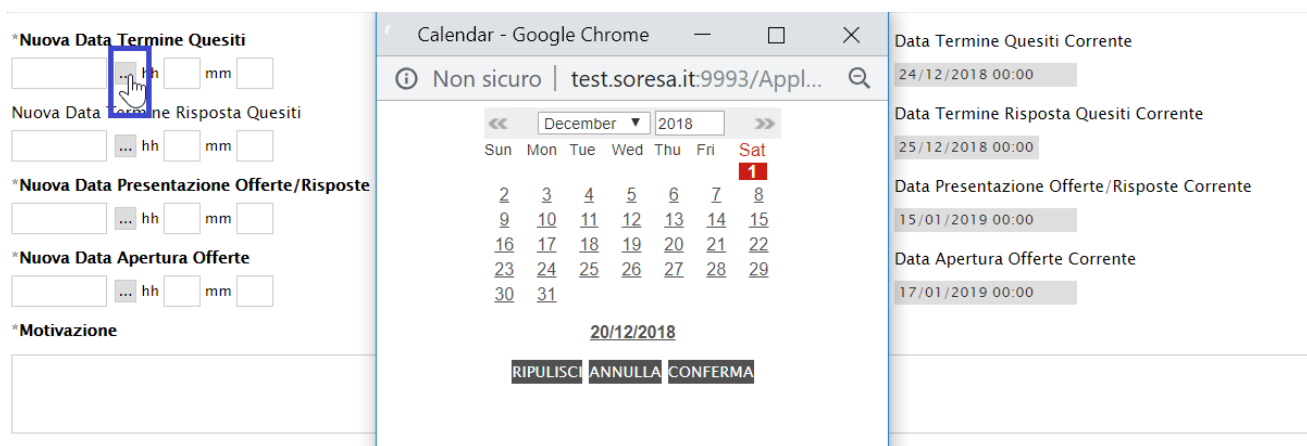 *Nuova Data Termine Quesiti
... hh mm
Nuova Data Termine Risposta Quesiti
... hh mm
*Nuova Data Presentazione Offerte/Risposte
... hh mm
*Nuova Data Apertura Offerte
... hh mm
*Motivazione
Calendar - Google Chrome
Non sicuro | test.soresa.it:9993/Appl...
« December ▼ 2018 »
Sun Mon Tue Wed Thu Fri Sat
1
2 3 4 5 6 7 8
9 10 11 12 13 14 15
16 17 18 19 20 21 22
23 24 25 26 27 28 29
30 31
20/12/2018
RIPULISCI ANNULLA CONFERMA
Data Termine Quesiti Corrente
24/12/2018 00:00
Data Termine Risposta Quesiti Corrente
25/12/2018 00:00
Data Presentazione Offerte/Risposte Corrente
15/01/2019 00:00
Data Apertura Offerte Corrente
17/01/2019 00:00